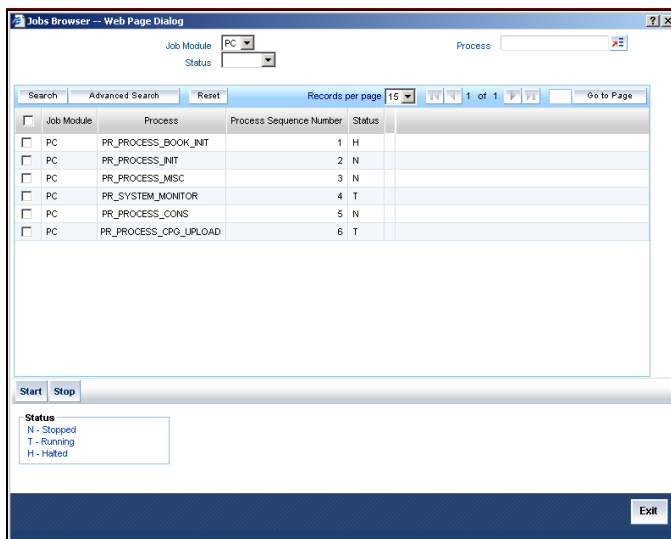 Jobs Browser -- Web Page Dialog
Job Module PC Process
Status
Search Advanced Search Reset Records per page 15 1 of 1 Go to Page
Job Module Process Process Sequence Number Status
PC PR_PROCESS_BOOK_INIT 1 H
PC PR_PROCESS_INIT 2 N
PC PR_PROCESS_MISC 3 N
PC PR_SYSTEM_MONITOR 4 T
PC PR_PROCESS_CONS 5 N
PC PR_PROCESS_CPG_UPLOAD 6 T
Start Stop
Status
N - Stopped
T - Running
H - Halted
Exit